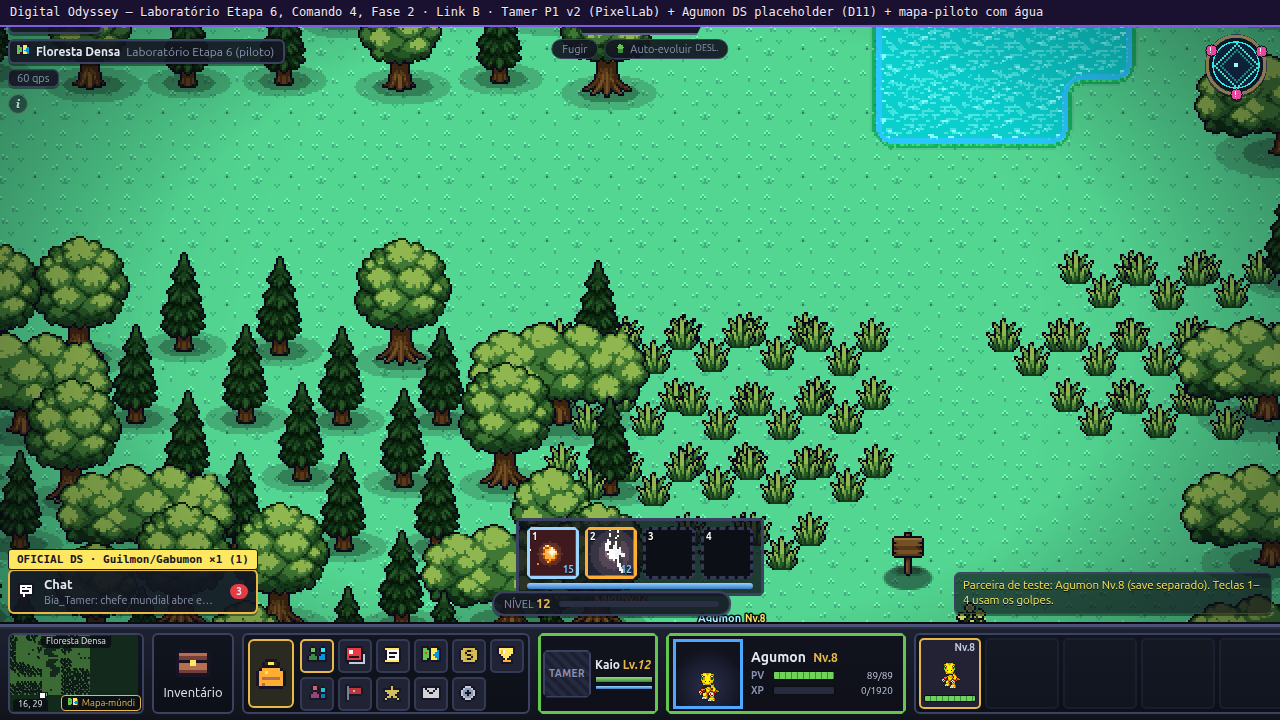 Digital Odyssey — Laboratório Etapa 6, Comando 4, Fase 2 · Link B · Tamer P1 v2 (PixelLab) + Agumon DS placeholder (D11) + mapa-piloto com água
Floresta Densa Laboratório Etapa 6 (piloto)
Fugir
Auto-evoluir DESL.
60 qps
i
OFICIAL DS · Guilmon/Gabumon ×1 (1)
Chat
Bia_Tamer: chefe mundial abre e…
3
1
15
2
12
3
4
NÍVEL 12
Agumon Nv.8
Parceira de teste: Agumon Nv.8 (save separado). Teclas 1–
4 usam os golpes.
Floresta Densa
16, 29
Mapa-múndi
Inventário
TAMER
Kaio Lv.12
Agumon Nv.8
PV 89/89
XP 0/1920
Nv.8